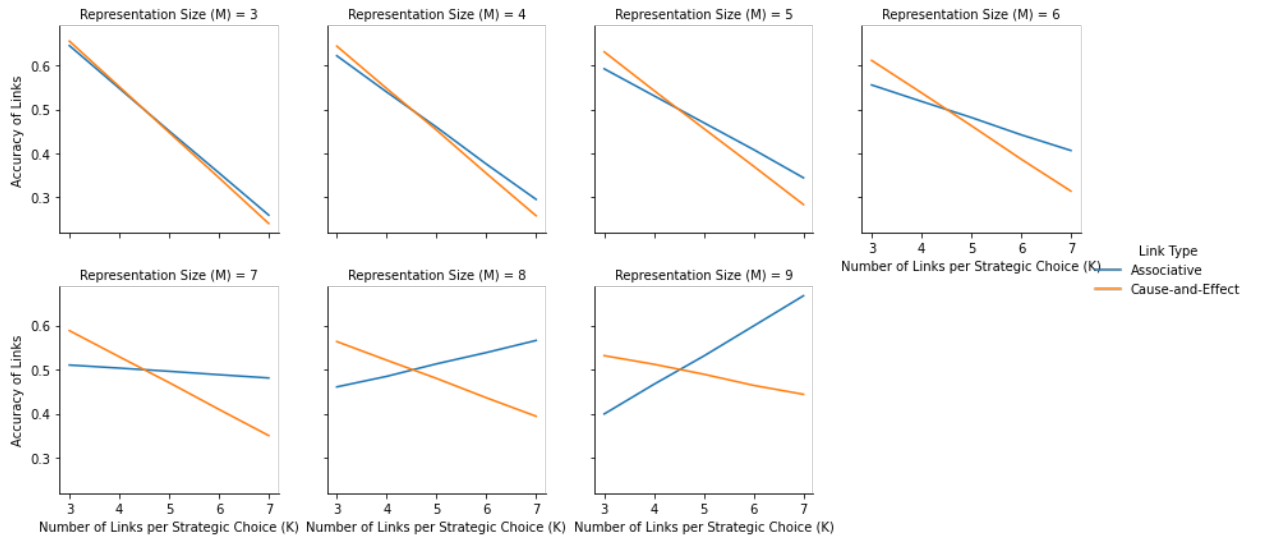 Representation Size (M) = 3
Representation Size (M) = 4
Representation Size (M) = 5
Representation Size (M) = 6
Accuracy of Links
0.6
0.5
0.4
0.3
3 4 5 6 7
Number of Links per Strategic Choice (K)
Link Type
Associative
Cause-and-Effect
Representation Size (M) = 7
Representation Size (M) = 8
Representation Size (M) = 9
Accuracy of Links
0.6
0.5
0.4
0.3
3 4 5 6 7
3 4 5 6 7
3 4 5 6 7
Number of Links per Strategic Choice (K)
Number of Links per Strategic Choice (K)
Number of Links per Strategic Choice (K)